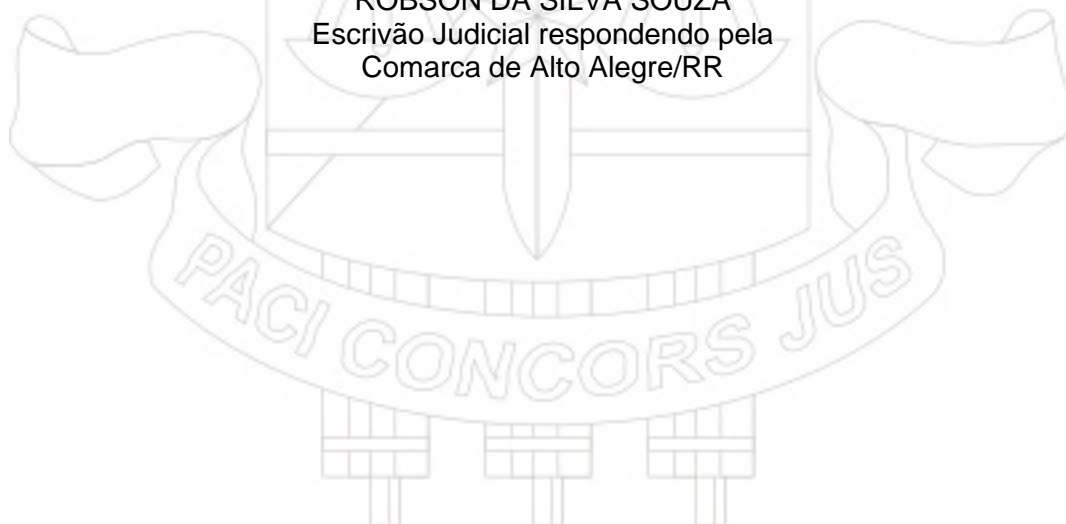 ROBSON DA SILVA SOUZA
Escrivão Judicial respondendo pela
Comarca de Alto Alegre/RR
PACI CONCORS JUS